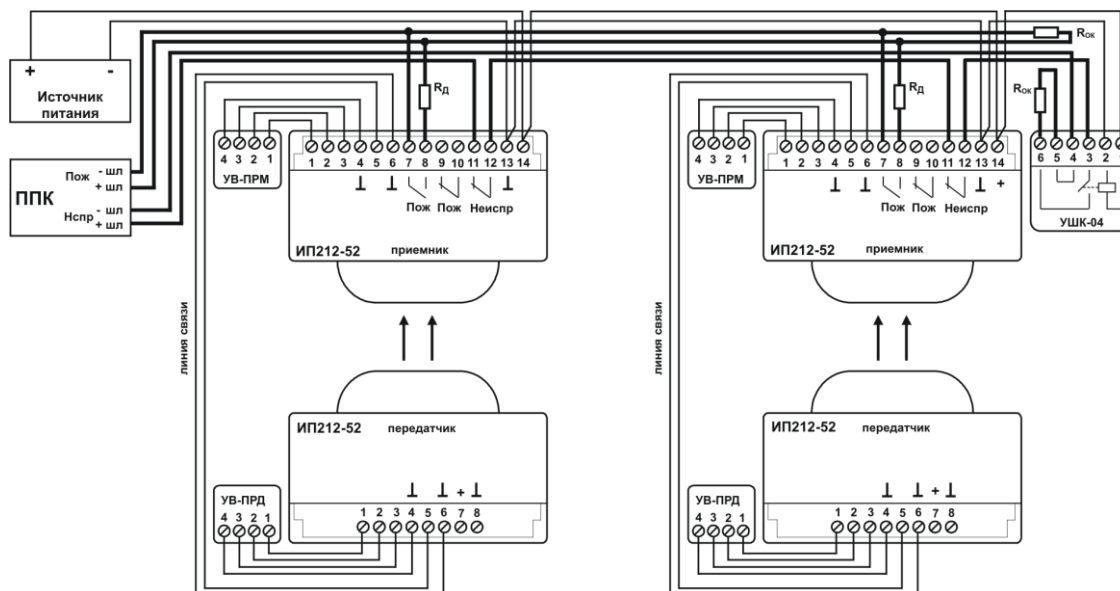 + -
Источник
питания
ППК
Пож - шл
+ шл
Нспр - шл
+ шл
Rок
Rд
Rд
Rок
4 3 2 1
УВ-ПРМ
1 2 3 4 5 6 7 8 9 10 11 12 13 14
⊥ ⊥ ⊥
Пож Пож Неиспр
ИП212-52 приемник
4 3 2 1
УВ-ПРМ
1 2 3 4 5 6 7 8 9 10 11 12 13 14
⊥ ⊥ ⊥ +
Пож Пож Неиспр
ИП212-52 приемник
6 5 4 3 2
УШК-04
линия связи
линия связи
ИП212-52 передатчик
⊥ ⊥ + ⊥
УВ-ПРД
4 3 2 1
1 2 3 4 5 6 7 8
ИП212-52 передатчик
⊥ ⊥ + ⊥
УВ-ПРД
4 3 2 1
1 2 3 4 5 6 7 8